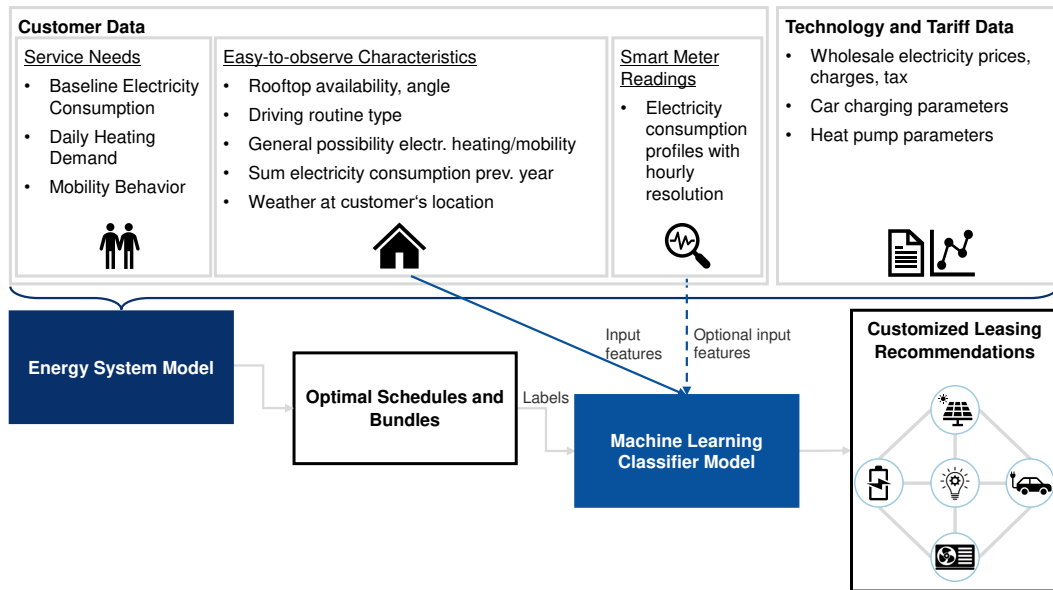 Customer Data
Service Needs
• Baseline Electricity
Consumption
• Daily Heating
Demand
• Mobility Behavior
Easy-to-observe Characteristics
• Rooftop availability, angle
• Driving routine type
• General possibility electr. heating/mobility
• Sum electricity consumption prev. year
• Weather at customer‘s location
Smart Meter
Readings
• Electricity
consumption
profiles with
hourly
resolution
Technology and Tariff Data
• Wholesale electricity prices,
charges, tax
• Car charging parameters
• Heat pump parameters
Energy System Model
Optimal Schedules and
Bundles
Labels
Input
features
Optional input
features
Machine Learning
Classifier Model
Customized Leasing
Recommendations